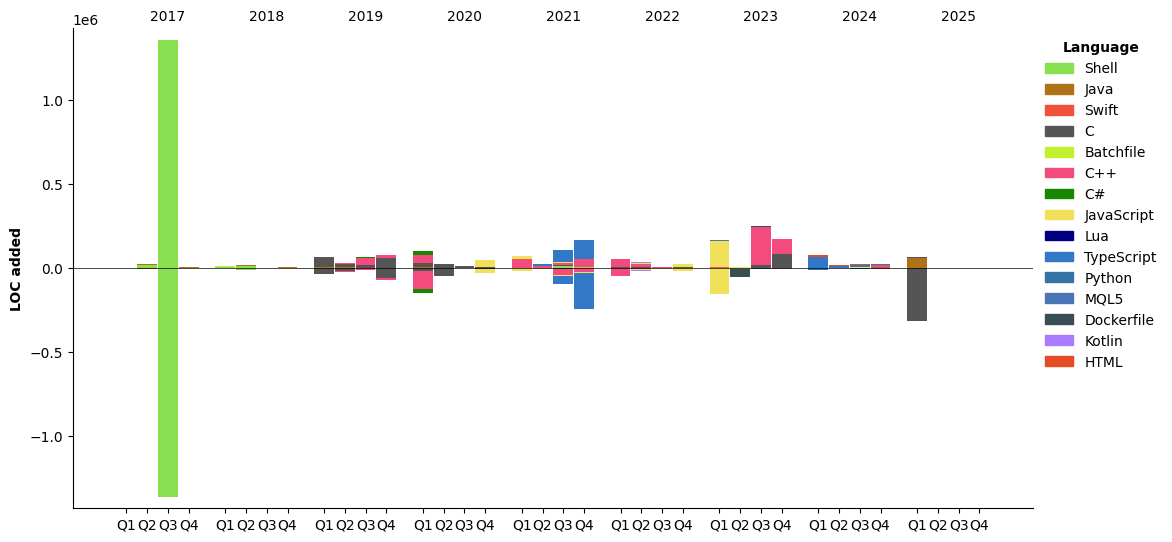 2017 2018 2019 2020 2021 2022 2023 2024 2025
1e6
LOC added
1.0
0.5
0.0
−0.5
−1.0
Q1 Q2 Q3 Q4 Q1 Q2 Q3 Q4 Q1 Q2 Q3 Q4 Q1 Q2 Q3 Q4 Q1 Q2 Q3 Q4 Q1 Q2 Q3 Q4 Q1 Q2 Q3 Q4 Q1 Q2 Q3 Q4 Q1 Q2 Q3 Q4
Language
Shell
Java
Swift
C
Batchfile
C++
C#
JavaScript
Lua
TypeScript
Python
MQL5
Dockerfile
Kotlin
HTML